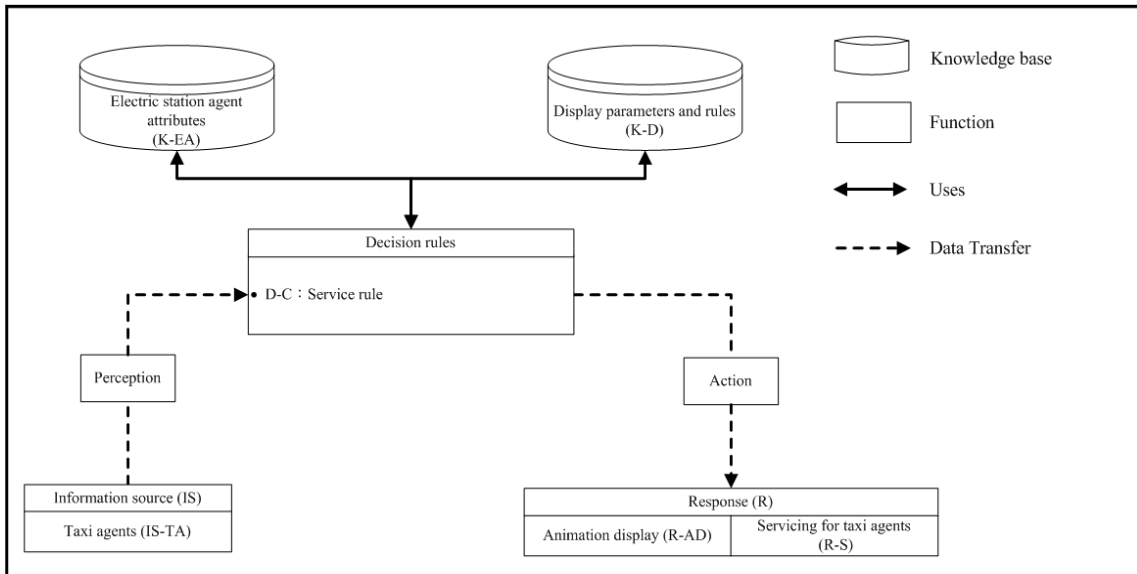 Electric station agent
attributes
(K-EA)
Display parameters and rules
(K-D)
Knowledge base
Function
Uses
Data Transfer
Decision rules
• D-C：Service rule
Perception
Action
Information source (IS)
Taxi agents (IS-TA)
Response (R)
Animation display (R-AD)
Servicing for taxi agents
(R-S)